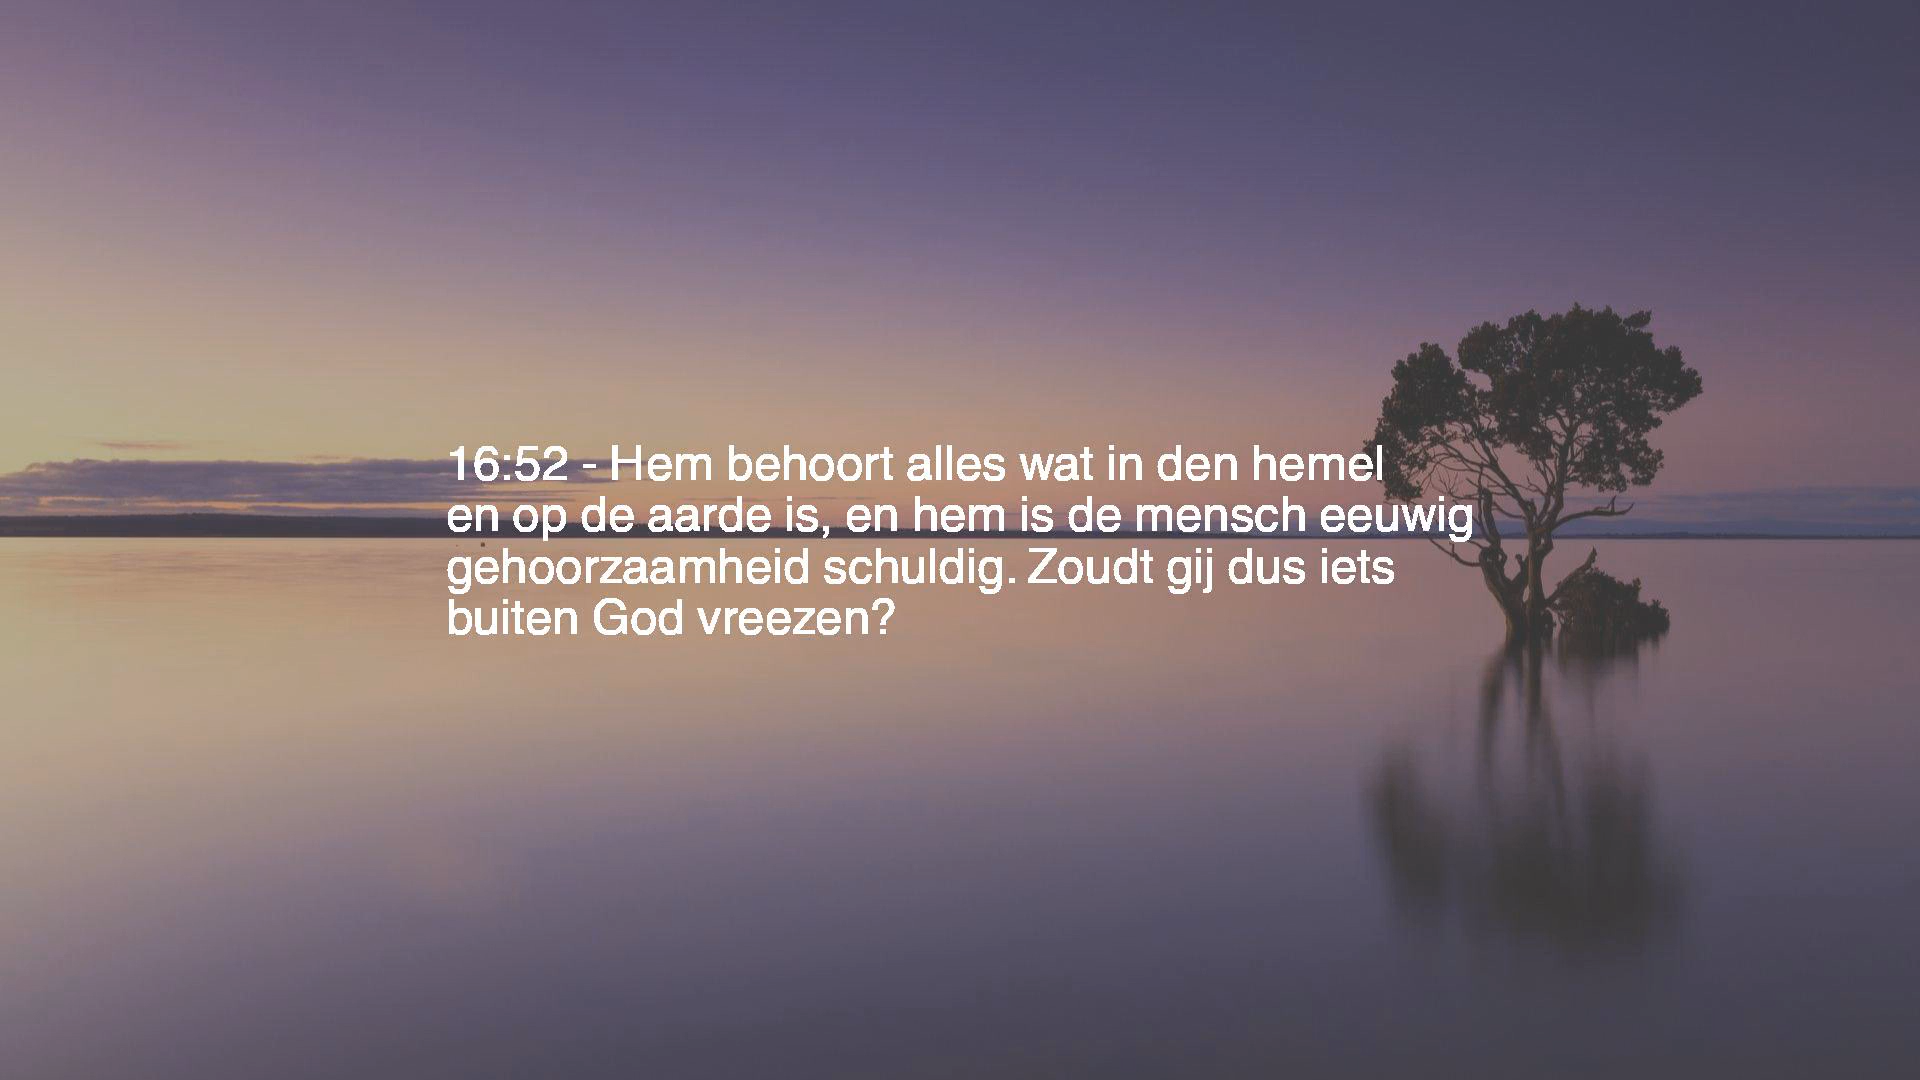 16:52 - Hem behoort alles wat in den hemel
en op de aarde is, en hem is de mensch eeuwig
gehoorzaamheid schuldig. Zoudt gij dus iets
buiten God vreezen?